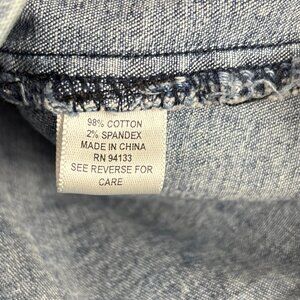 98% COTTON
2% SPANDEX
MADE IN CHINA
RN 94133
SEE REVERSE FOR
CARE